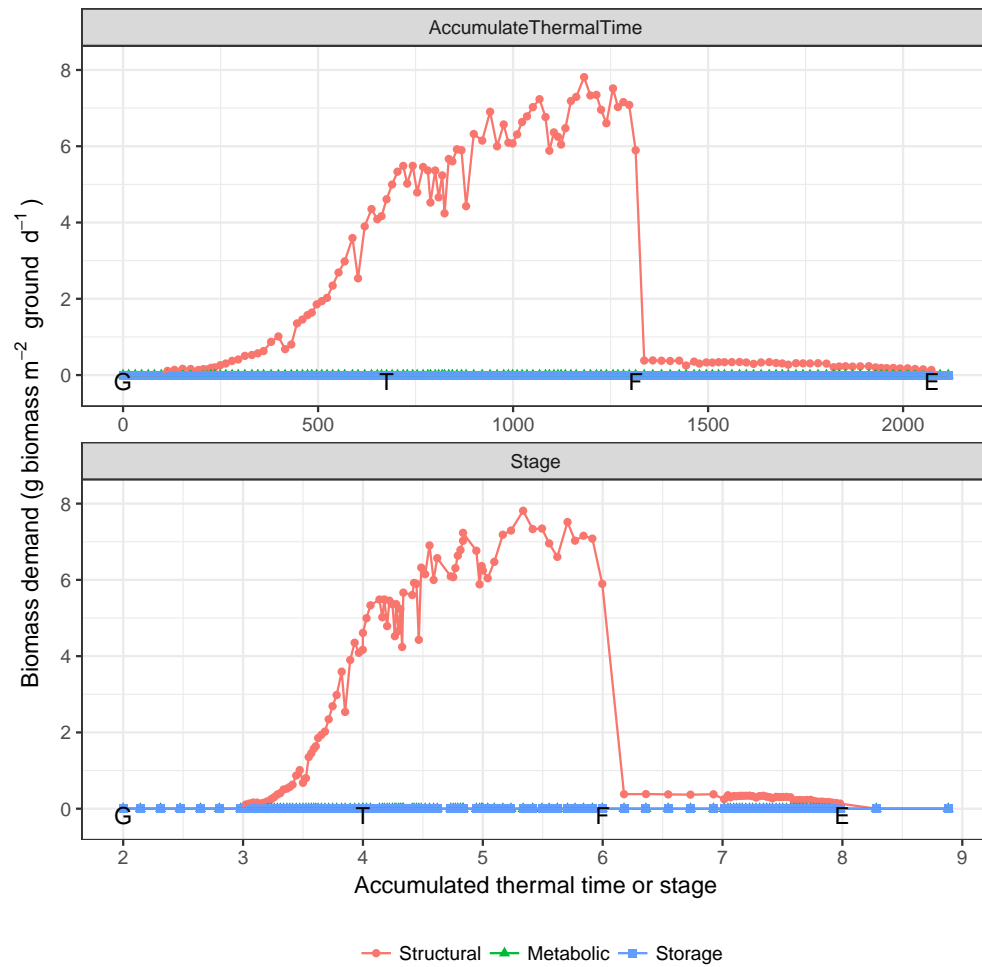 AccumulateThermalTime
8
6
4
2
0
G T F E
0 500 1000 1500 2000
Stage
8
6
4
2
0
G T F E
2 3 4 5 6 7 8 9
Biomass demand (g biomass m⁻² ground d⁻¹ )
Accumulated thermal time or stage
Structural Metabolic Storage